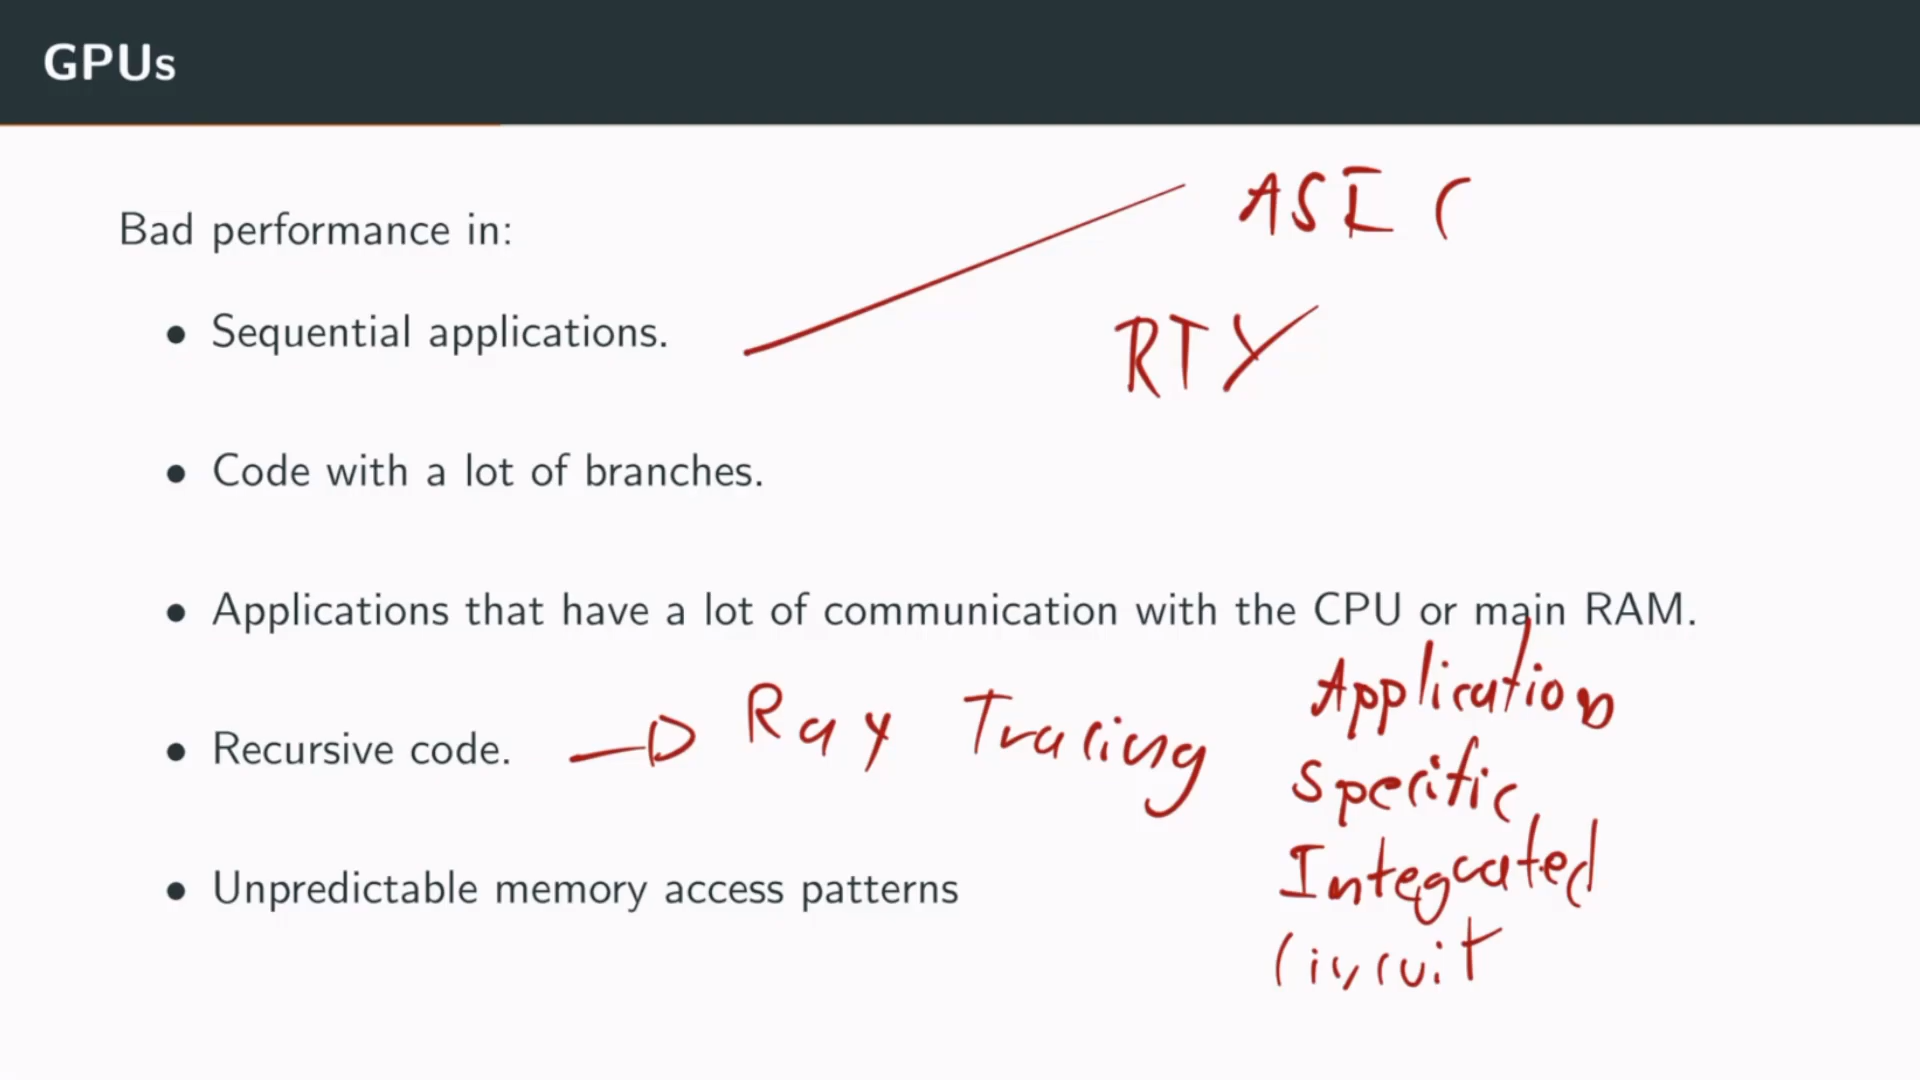 GPUs
Bad performance in:
ASIC
• Sequential applications.
RTX
• Code with a lot of branches.
• Applications that have a lot of communication with the CPU or main RAM.
Application
• Recursive code.
Ray Tracing
Specific
Integrated
• Unpredictable memory access patterns
Circuit